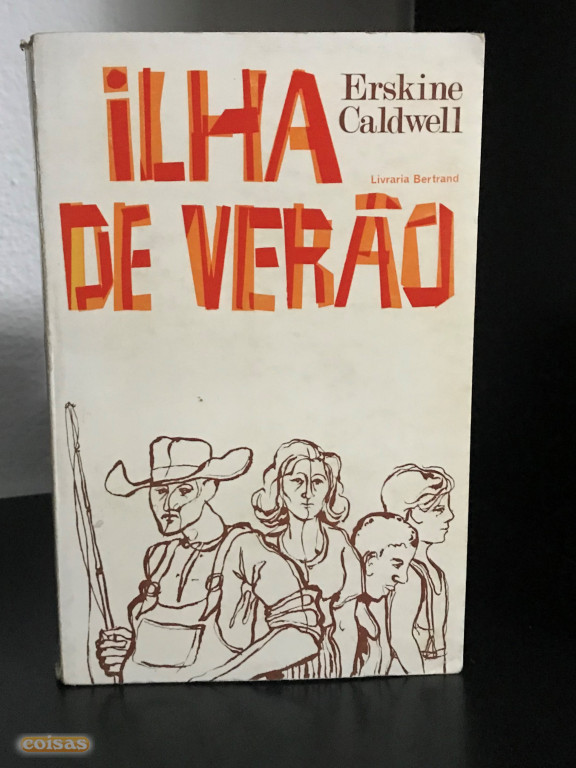 iLHA
DE VERÃO
Erskine
Caldwell
Livraria Bertrand
coisas